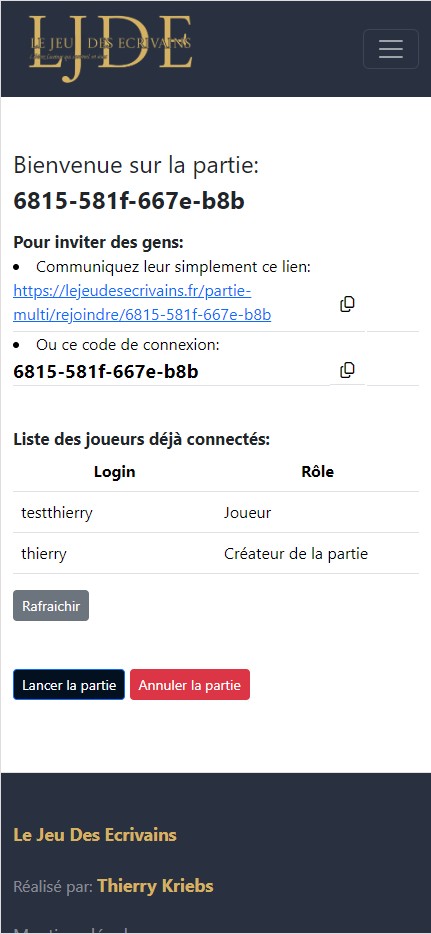 LJDE
LE JEU DES ECRIVAINS
Bienvenue sur la partie:
6815-581f-667e-b8b
Pour inviter des gens:
• Communiquez leur simplement ce lien:
https://lejeudesecrivains.fr/partie-
multi/rejoindre/6815-581f-667e-b8b
• Ou ce code de connexion:
6815-581f-667e-b8b
Liste des joueurs déjà connectés:
Login Rôle
testthierry Joueur
thierry Créateur de la partie
Rafraichir
Lancer la partie Annuler la partie
Le Jeu Des Ecrivains
Réalisé par: Thierry Kriebs